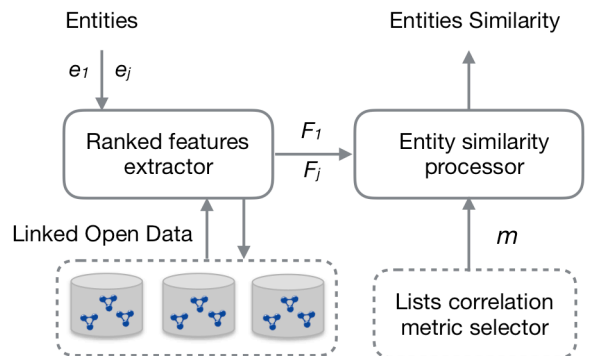 Entities
Entities Similarity
e1 ej
Ranked features
extractor
F1
Fj
Entity similarity
processor
Linked Open Data
m
Lists correlation
metric selector